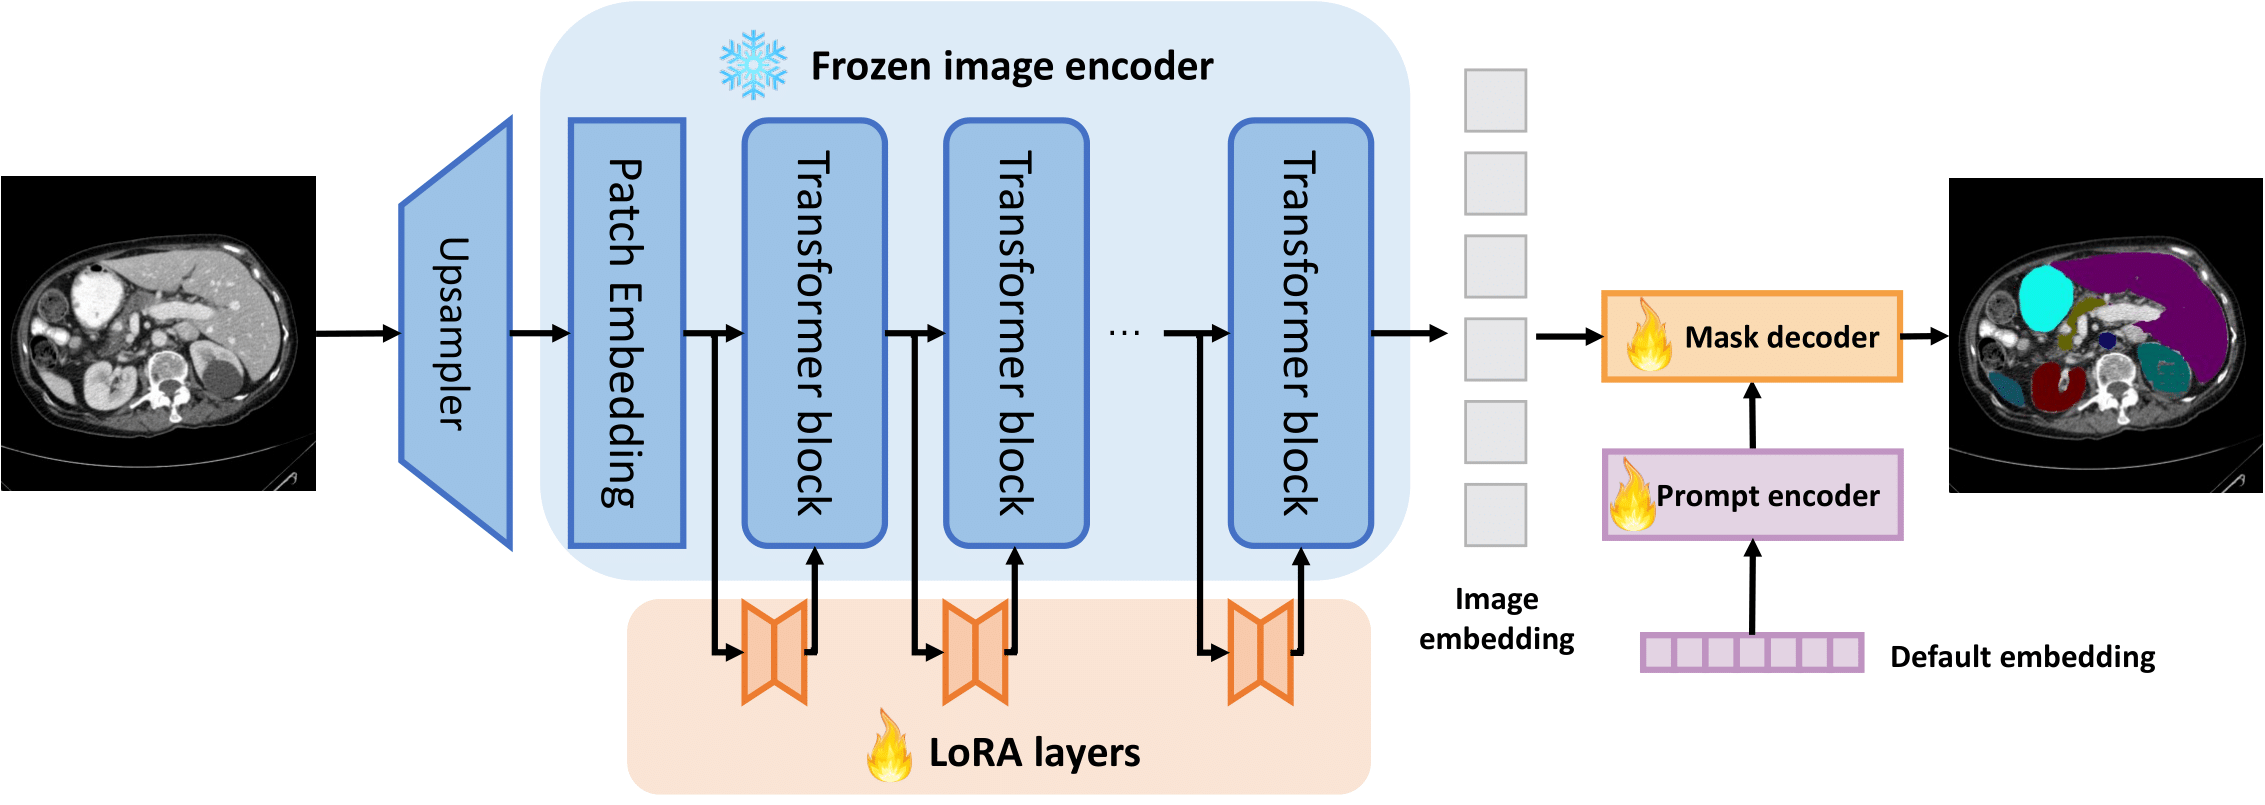 Frozen image encoder
Upsampler
Patch Embedding
Transformer block
Transformer block
...
Transformer block
Image
embedding
Mask decoder
Prompt encoder
Default embedding
LoRA layers